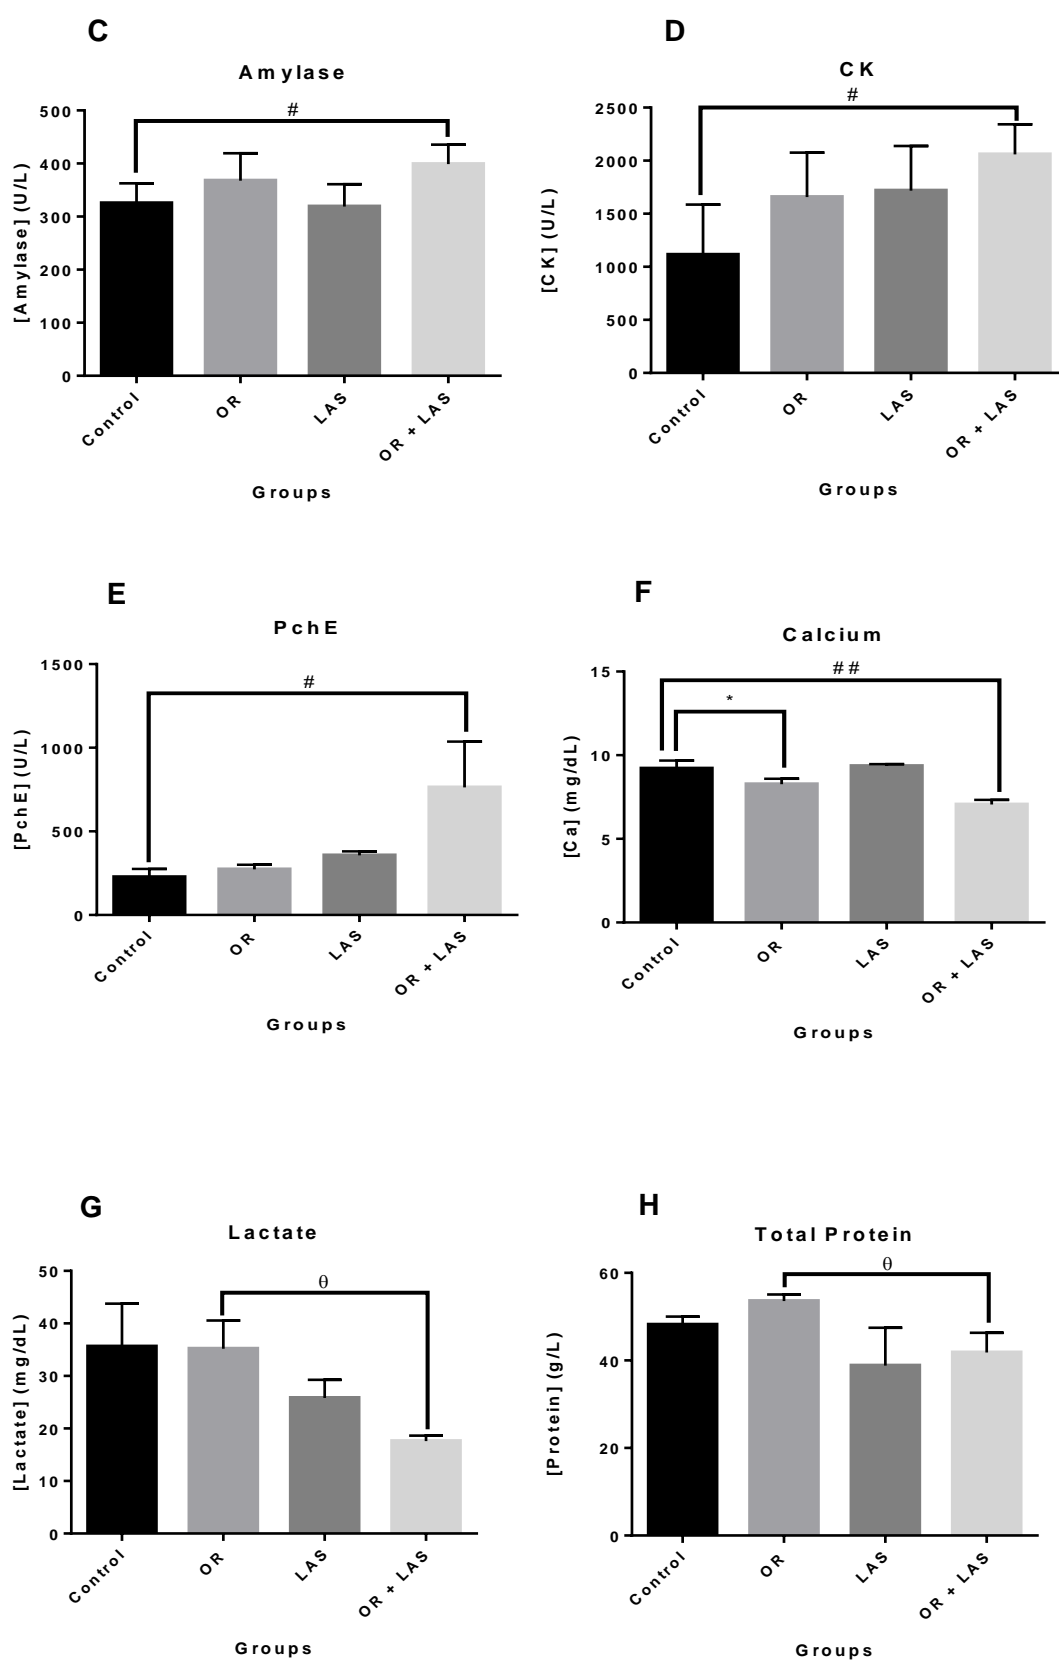 C
Amylase
#
[Amylase] (U/L)
500
400
300
200
100
0
Control
OR
LAS
OR + LAS
Groups
D
CK
#
[CK] (U/L)
2500
2000
1500
1000
500
0
Control
OR
LAS
OR + LAS
Groups
E
PchE
#
[PchE] (U/L)
1500
1000
500
0
Control
OR
LAS
OR + LAS
Groups
F
Calcium
##
*
[Ca] (mg/dL)
15
10
5
0
Control
OR
LAS
OR + LAS
Groups
G
Lactate
θ
[Lactate] (mg/dL)
50
40
30
20
10
0
Control
OR
LAS
OR + LAS
Groups
H
Total Protein
θ
[Protein] (g/L)
60
40
20
0
Control
OR
LAS
OR + LAS
Groups